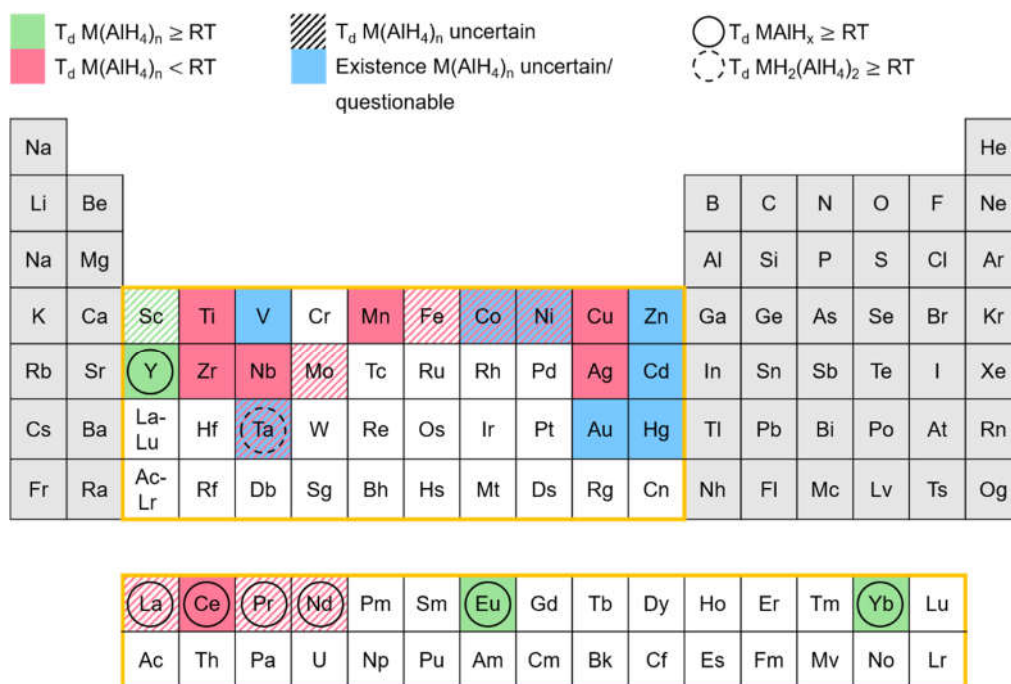 T_d M(AlH₄)ₙ ≥ RT
T_d M(AlH₄)ₙ uncertain
T_d MAlHₓ ≥ RT
T_d M(AlH₄)ₙ < RT
Existence M(AlH₄)ₙ uncertain/
questionable
T_d MH₂(AlH₄)₂ ≥ RT
Na He
Li Be B C N O F Ne
Na Mg Al Si P S Cl Ar
K Ca Sc Ti V Cr Mn Fe Co Ni Cu Zn Ga Ge As Se Br Kr
Rb Sr Y Zr Nb Mo Tc Ru Rh Pd Ag Cd In Sn Sb Te I Xe
Cs Ba La-Lu Hf Ta W Re Os Ir Pt Au Hg Tl Pb Bi Po At Rn
Fr Ra Ac-Lr Rf Db Sg Bh Hs Mt Ds Rg Cn Nh Fl Mc Lv Ts Og
La Ce Pr Nd Pm Sm Eu Gd Tb Dy Ho Er Tm Yb Lu
Ac Th Pa U Np Pu Am Cm Bk Cf Es Fm Mv No Lr